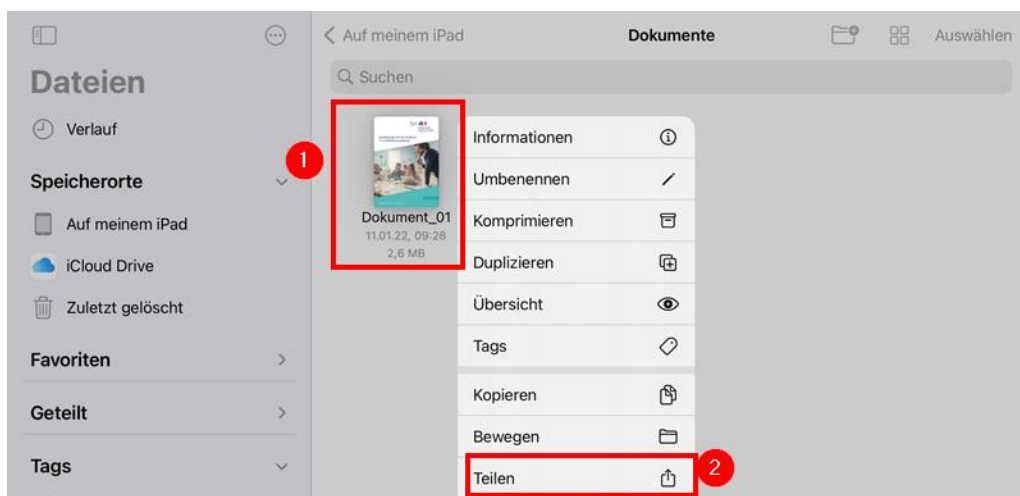 Auf meinem iPad
Dokumente
Auswählen
Dateien
Suchen
Verlauf
1
Speicherorte
Auf meinem iPad
iCloud Drive
Zuletzt gelöscht
Favoriten
Geteilt
Tags
Dokument_01
11.01.22, 09:28
2,6 MB
Informationen
Umbenennen
Komprimieren
Duplizieren
Übersicht
Tags
Kopieren
Bewegen
Teilen
2